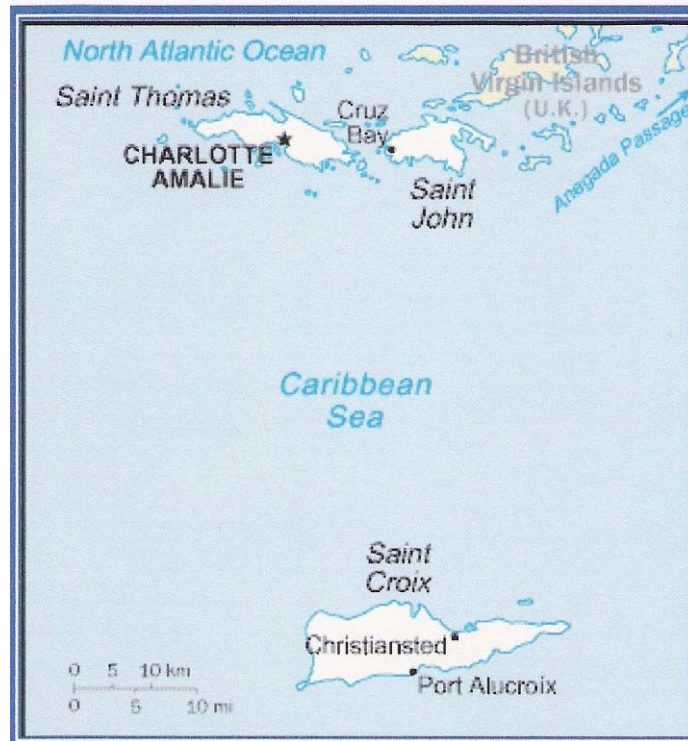 North Atlantic Ocean
British
Virgin Islands
(U.K.)
Saint Thomas
Cruz
Bay
Anegada Passage
CHARLOTTE
AMALIE
Saint
John
Caribbean
Sea
Saint
Croix
Christiansted
Port Alucroix
0 5 10 km
0 5 10 mi